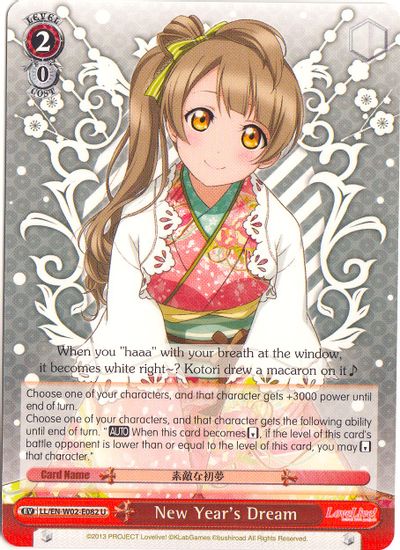 LEVEL
2
0
COST
When you "haaa" with your breath at the window,
it becomes white right~? Kotori drew a macaron on it♪
Choose one of your characters, and that character gets +3000 power until
end of turn.
Choose one of your characters, and that character gets the following ability
until end of turn. "AUTO When this card becomes , if the level of this card's
battle opponent is lower than or equal to the level of this card, you may
that character."
Card Name 素敵な初夢
EV LL/EN-W02-E082 U New Year's Dream LoveLive!
©2013 PROJECT Lovelive! ©KLabGames ©bushiroad All Rights Reserved.